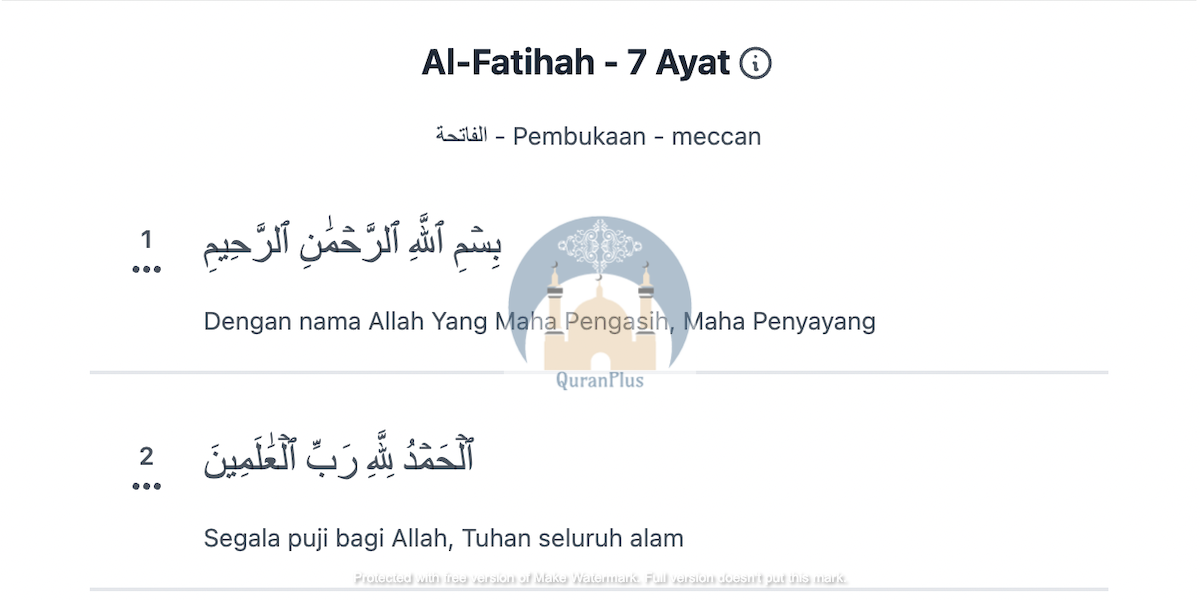 Al-Fatihah - 7 Ayat
الفاتحة - Pembukaan - meccan
1
بِسْمِ ٱللَّهِ ٱلرَّحْمَٰنِ ٱلرَّحِيمِ
Dengan nama Allah Yang Maha Pengasih, Maha Penyayang
QuranPlus
2
ٱلْحَمْدُ لِلَّهِ رَبِّ ٱلْعَٰلَمِينَ
Segala puji bagi Allah, Tuhan seluruh alam
Protected with free version of Make Watermark. Full version doesn't put this mark.